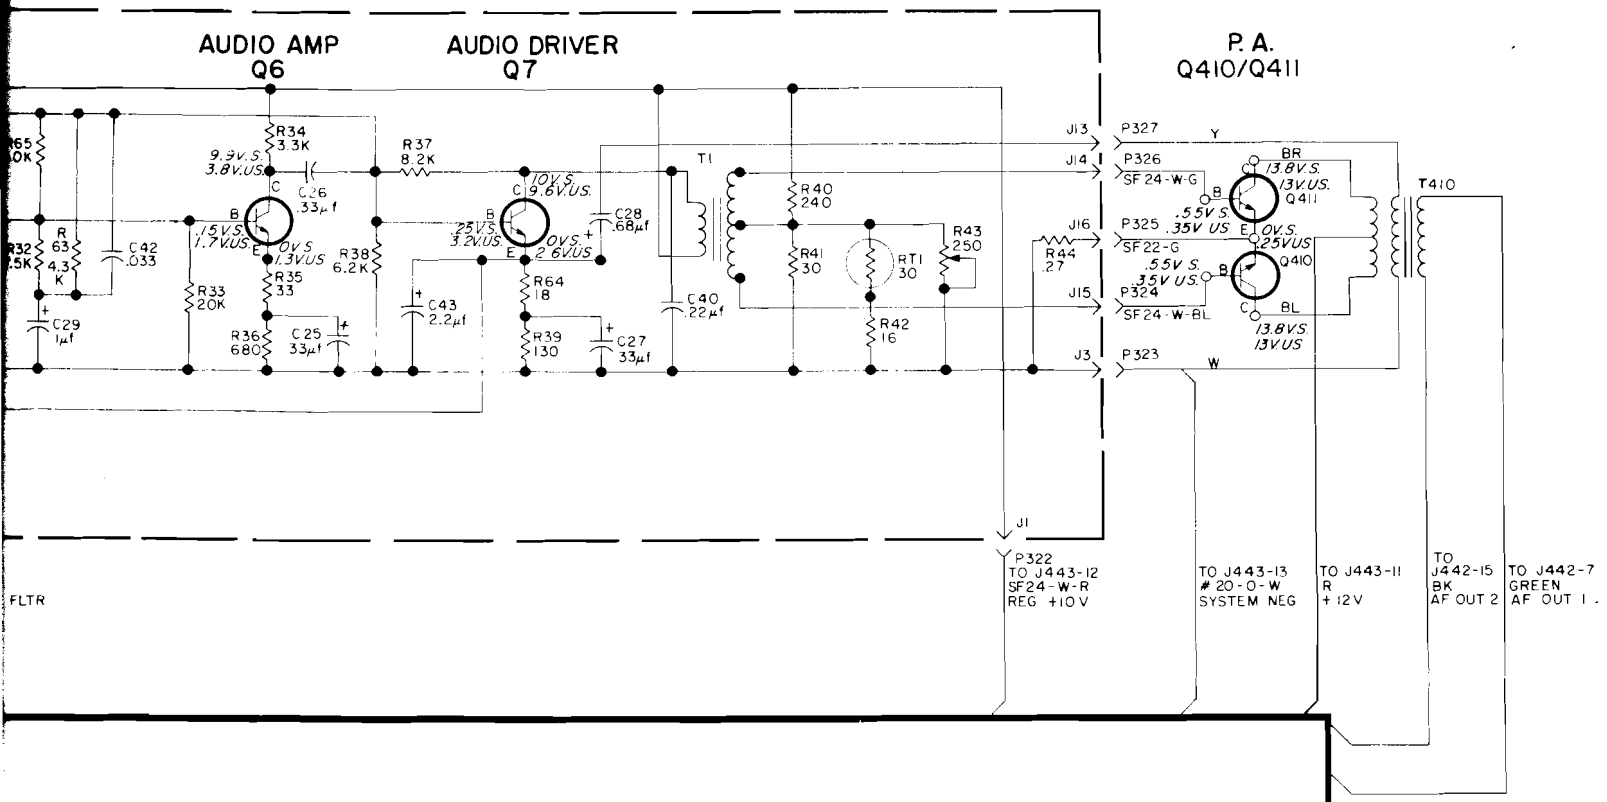 AUDIO AMP
Q6
AUDIO DRIVER
Q7
P. A.
Q410/Q411
R34
3.3K
9.9V.S.
3.8V.US.
C26
.33µf
R37
8.2K
T1
J13
P327
Y
J14
P326
SF24-W-G
BR
C
13.8V.S.
13V.US.
B
Q411
.55V S.
.35V US
T410
R65
0K
C
B
.15V.S.
1.7V.US.
E
0V.S
1.3V.US
10V.S.
9.6V.US.
C
B
.25V.S.
3.2V.US.
E
0V.S.
2.6V.US
C28
.68µf
R40
240
R41
30
RT1
30
R43
250
J16
P325
SF22-G
R44
.27
E
0V.S.
.25VUS
Q410
.55V S.
.35V US
B
R32
.5K
R
63
4.3
K
C42
.033
R33
20K
R35
33
R38
6.2K
C43
2.2µf
R64
18
C40
.22µf
J15
P324
SF24-W-BL
C
BL
13.8V.S.
13V.US
C29
1µf
R36
680
C25
33µf
R39
130
C27
33µf
R42
16
J3
P323
W
J1
P322
TO J443-12
SF24-W-R
REG +10V
TO J443-13
#20-O-W
SYSTEM NEG
TO J443-11
R
+12V
TO
J442-15
BK
AF OUT 2
TO J442-7
GREEN
AF OUT 1.
FLTR